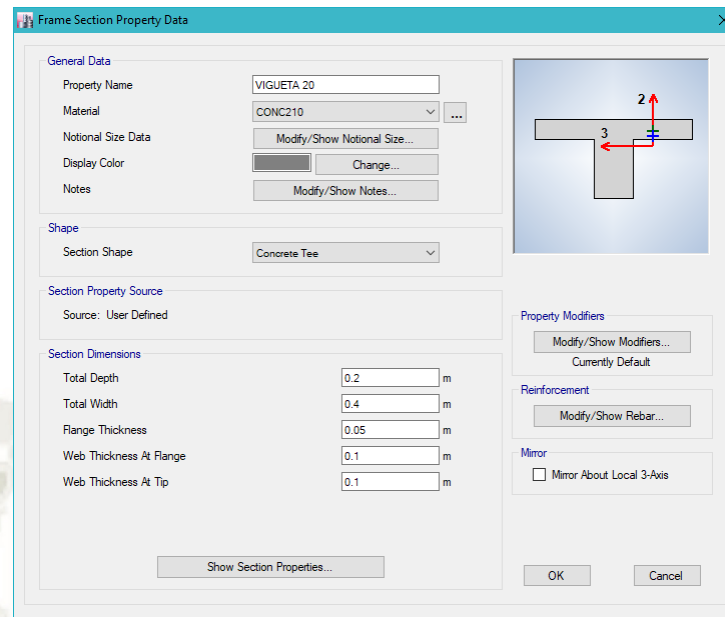 Frame Section Property Data
General Data
Property Name VIGUETA 20
Material CONC210 ...
Notional Size Data Modify/Show Notional Size...
Display Color Change...
Notes Modify/Show Notes...
Shape
Section Shape Concrete Tee
Section Property Source
Source: User Defined
Section Dimensions
Total Depth 0.2 m
Total Width 0.4 m
Flange Thickness 0.05 m
Web Thickness At Flange 0.1 m
Web Thickness At Tip 0.1 m
Show Section Properties...
2
3
Property Modifiers
Modify/Show Modifiers...
Currently Default
Reinforcement
Modify/Show Rebar...
Mirror
Mirror About Local 3-Axis
OK Cancel